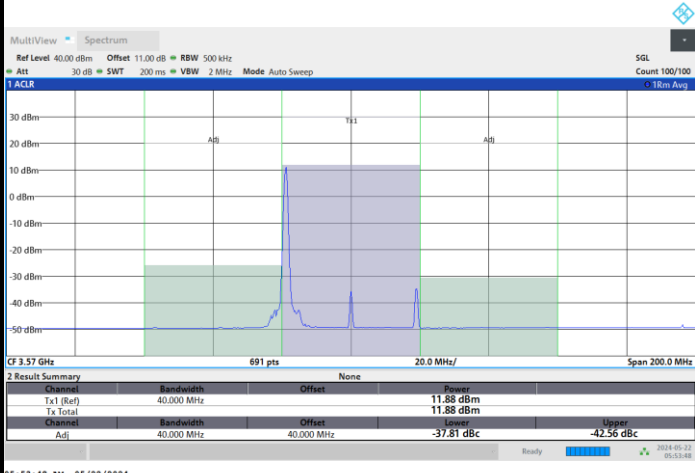 MultiView Spectrum
Ref Level 40.00 dBm Offset 11.00 dB RBW 500 kHz SGL
Att 30 dB SWT 200 ms VBW 2 MHz Mode Auto Sweep Count 100/100
1 ACLR 1Rm Avg
30 dBm
Tx1
20 dBm
Adj Adj
10 dBm
0 dBm
-10 dBm
-20 dBm
-30 dBm
-40 dBm
-50 dBm
CF 3.57 GHz 691 pts 20.0 MHz/ Span 200.0 MHz
2 Result Summary None
Channel Bandwidth Offset Power
Tx1 (Ref) 40.000 MHz 11.88 dBm
Tx Total 11.88 dBm
Channel Bandwidth Offset Lower Upper
Adj 40.000 MHz 40.000 MHz -37.81 dBc -42.56 dBc
Ready 2024-05-22
05:53:48